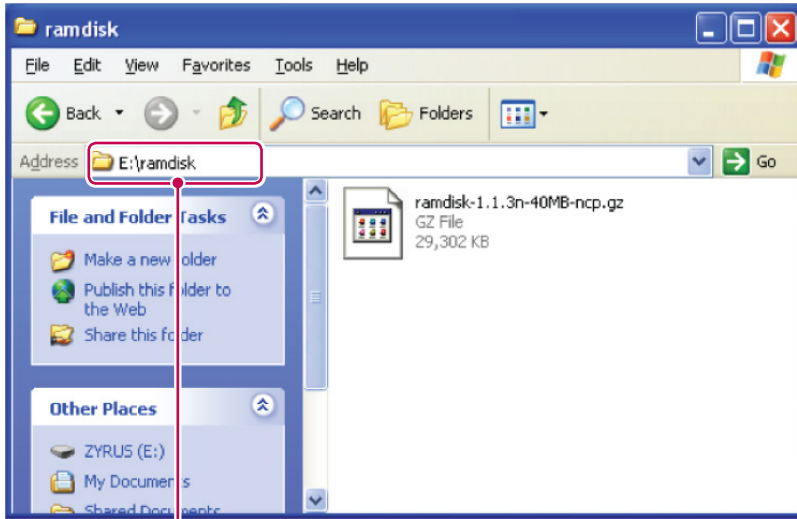 ramdisk
File Edit View Favorites Tools Help
Back Search Folders
Address E:\ramdisk Go
File and Folder Tasks
Make a new folder
Publish this folder to
the Web
Share this folder
Other Places
ZYRUS (E:)
My Documents
Shared Documents
ramdisk-1.1.3n-40MB-ncp.gz
GZ File
29,302 KB